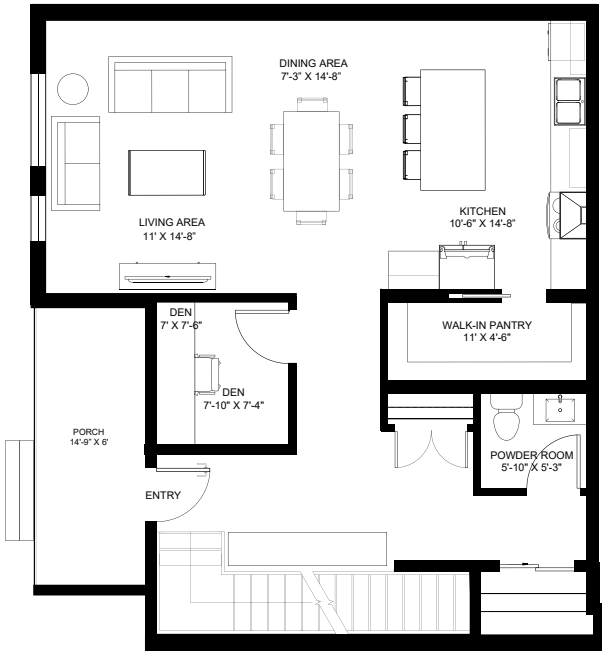 DINING AREA
7'-3" X 14'-8"
LIVING AREA
11' X 14'-8"
KITCHEN
10'-6" X 14'-8"
DEN
7' X 7'-6"
WALK-IN PANTRY
11' X 4'-6"
DEN
7'-10" X 7'-4"
PORCH
14'-9" X 6'
POWDER ROOM
5'-10" X 5'-3"
ENTRY